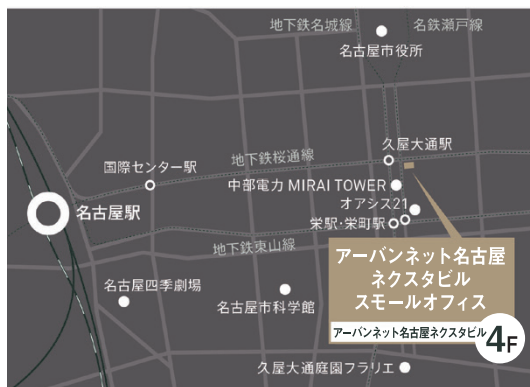 地下鉄名城線
名鉄瀬戸線
名古屋市役所
久屋大通駅
地下鉄桜通線
国際センター駅
中部電力 MIRAI TOWER
オアシス21
名古屋駅
栄駅・栄町駅
地下鉄東山線
アーバンネット名古屋
ネクスタビル
スモールオフィス
アーバンネット名古屋ネクスタビル
4F
名古屋四季劇場
名古屋市科学館
久屋大通庭園フラリエ